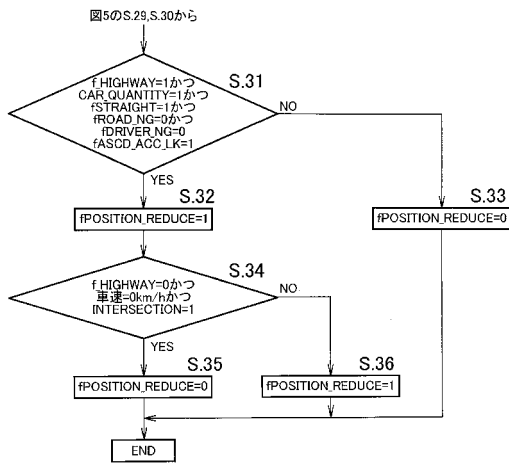 図5のS.29,S.30から
S.31
f_HIGHWAY=1かつ
CAR_QUANTITY=1かつ
fSTRAIGHT=1かつ
fROAD_NG=0かつ
fDRIVER_NG=0
fASCD_ACC_LK=1
NO
YES
S.32
fPOSITION_REDUCE=1
S.33
fPOSITION_REDUCE=0
S.34
f_HIGHWAY=0かつ
車速=0km/hかつ
INTERSECTION=1
NO
YES
S.35
fPOSITION_REDUCE=0
S.36
fPOSITION_REDUCE=1
END